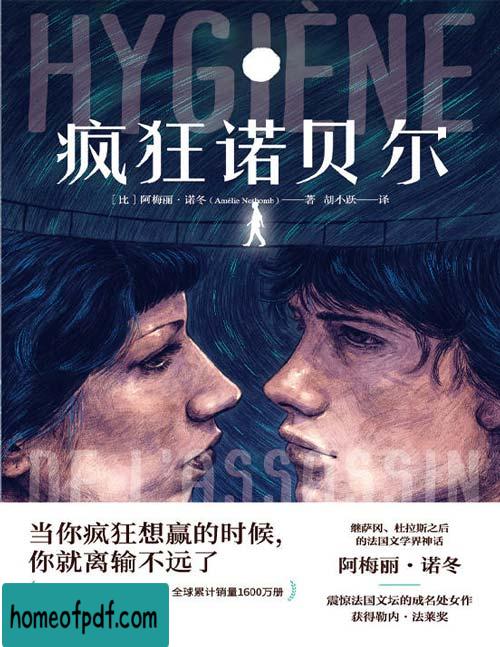 HYGIÈNE
疯狂诺贝尔
[比] 阿梅丽·诺冬 (Amélie Nothomb)——著 胡小跃——译
DE L'ASSASSIN
当你疯狂想赢的时候，
你就离输不远了
全球累计销量1600万册
继萨冈、杜拉斯之后
的法国文学界神话
阿梅丽·诺冬
震惊法国文坛的成名处女作
获得勒内·法莱奖
homeofpdf.com